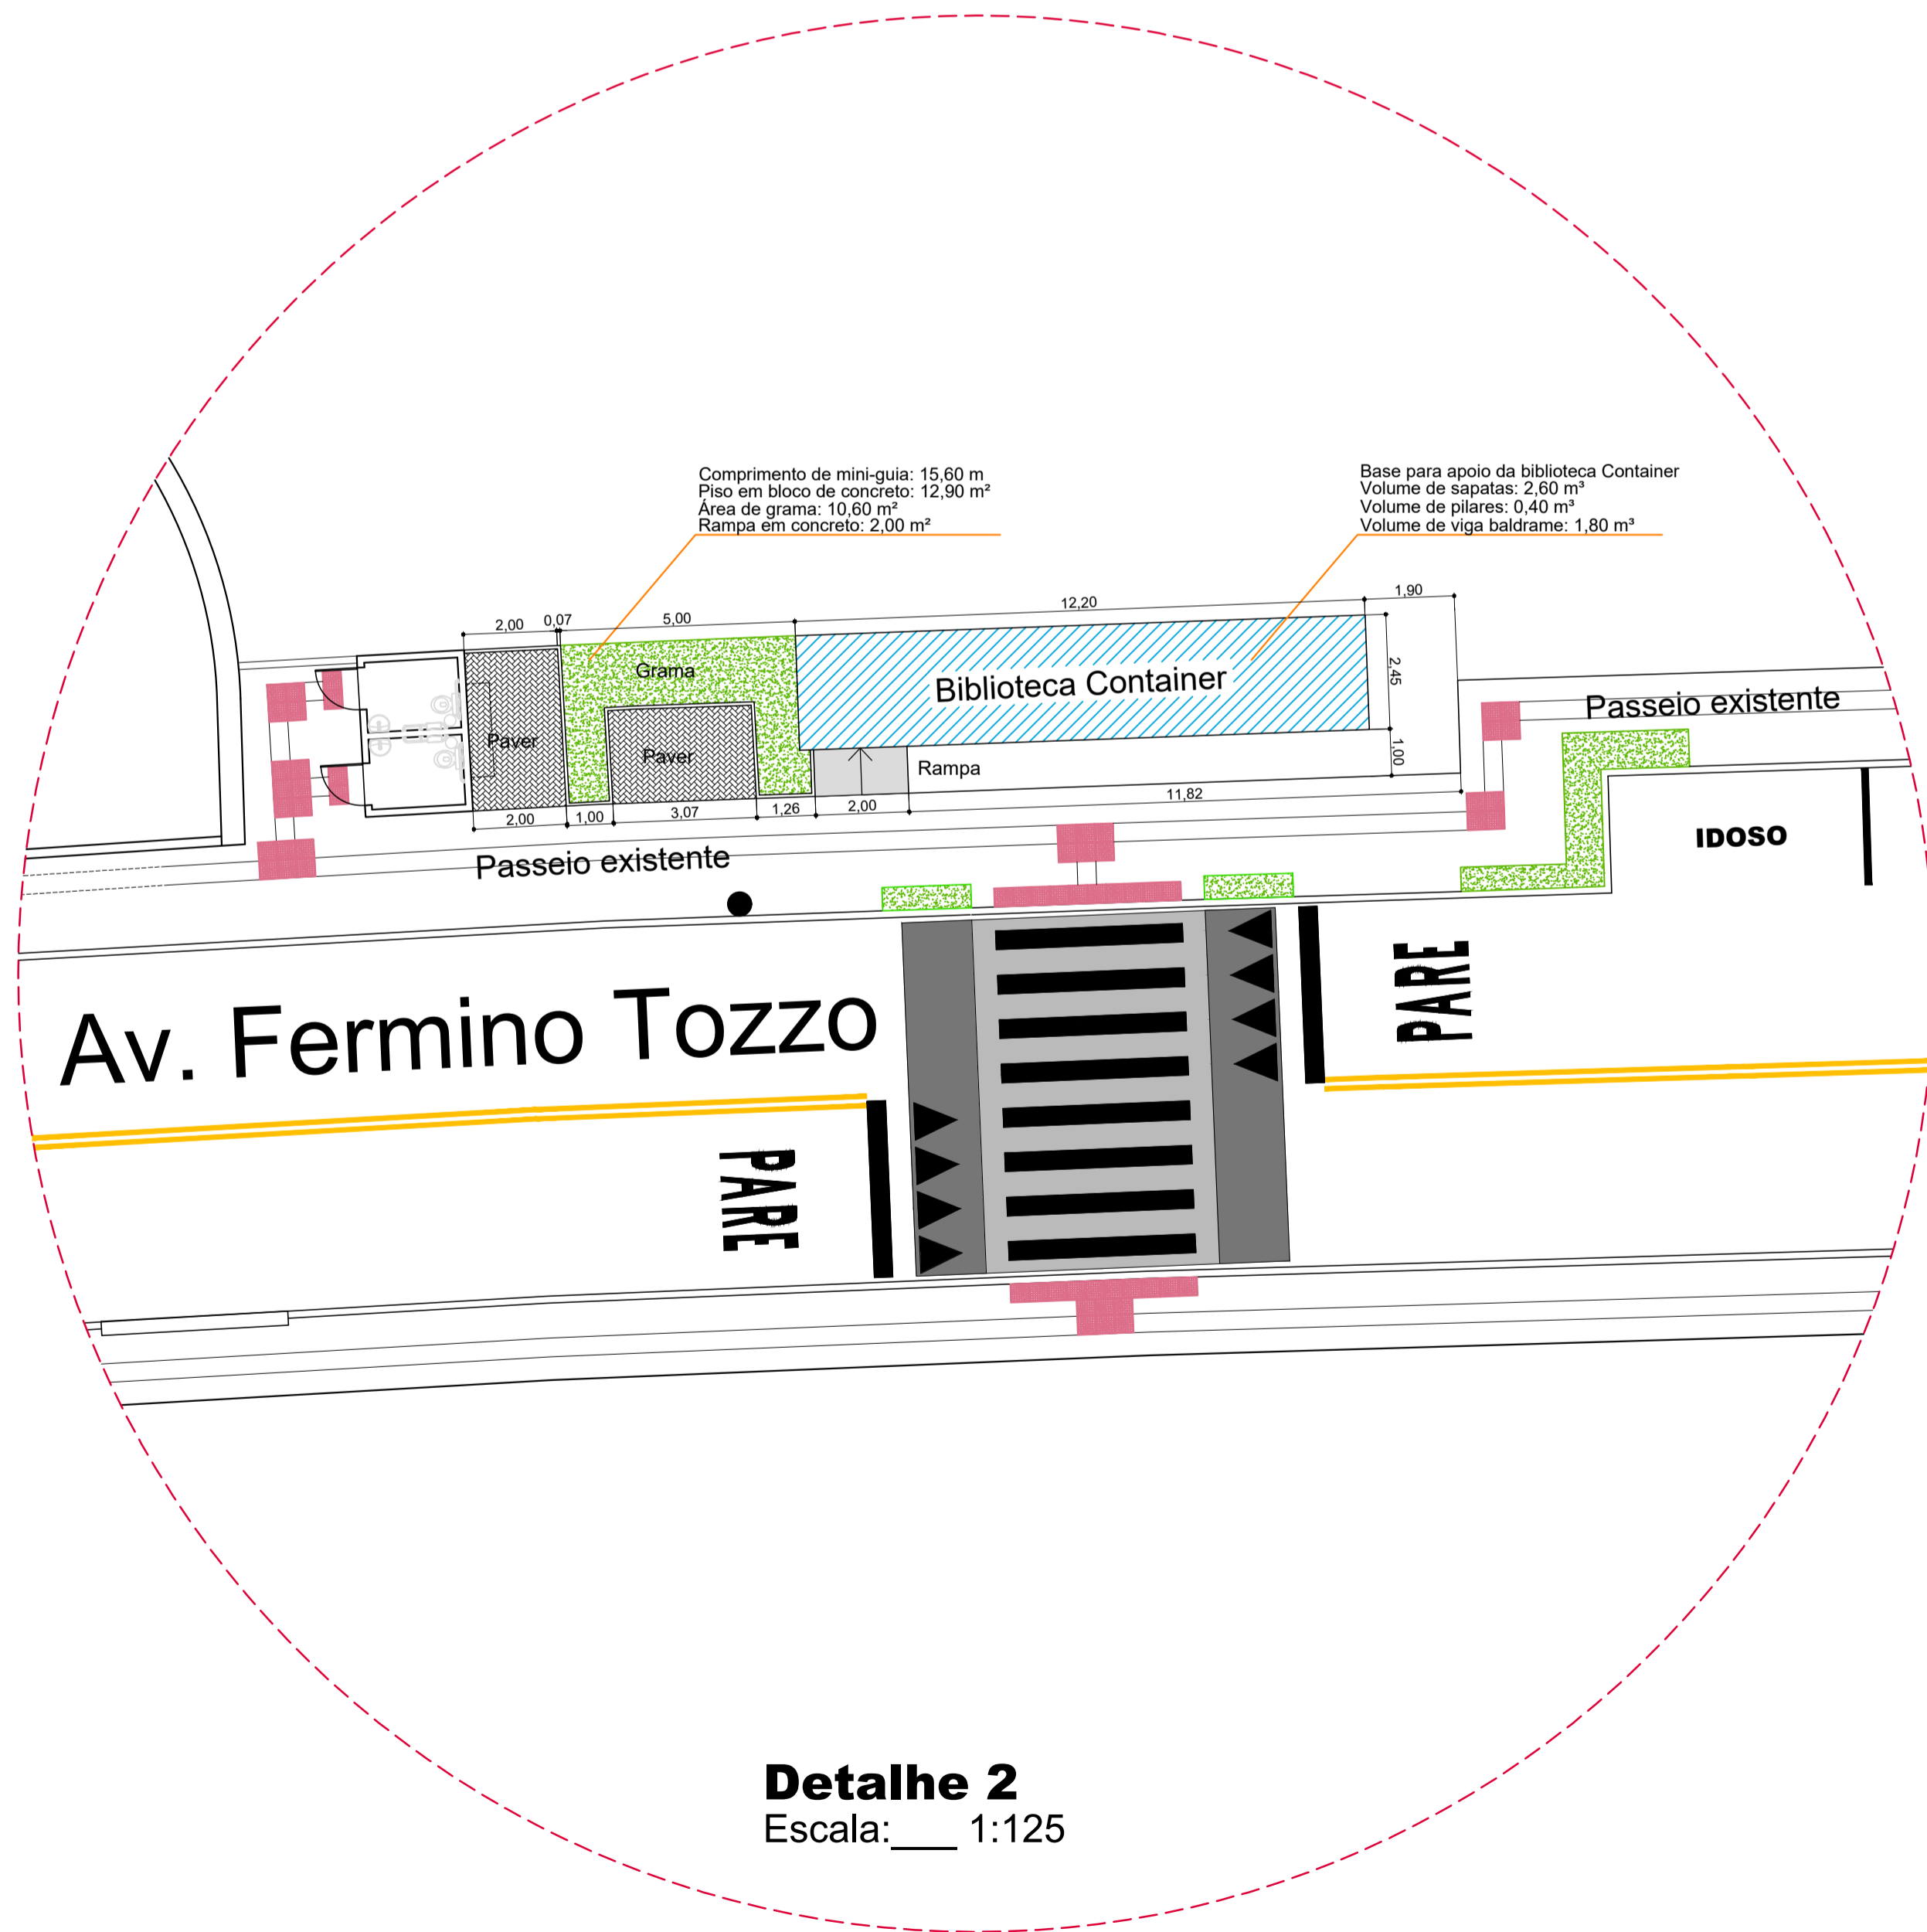 Comprimento de mini-guia: 15,60 m
Piso em bloco de concreto: 12,90 m²
Área de grama: 10,60 m²
Rampa em concreto: 2,00 m²
Base para apoio da biblioteca Container
Volume de sapatas: 2,60 m³
Volume de pilares: 0,40 m³
Volume de viga baldrame: 1,80 m³
2,00
0,07
5,00
12,20
1,90
Grama
Biblioteca Container
2,45
Passeio existente
Paver
Paver
1,00
Rampa
2,00
1,00
3,07
1,26
2,00
11,82
Passeio existente
IDOSO
PARE
Av. Fermino Tozzo
PARE
Detalhe 2
Escala:___ 1:125